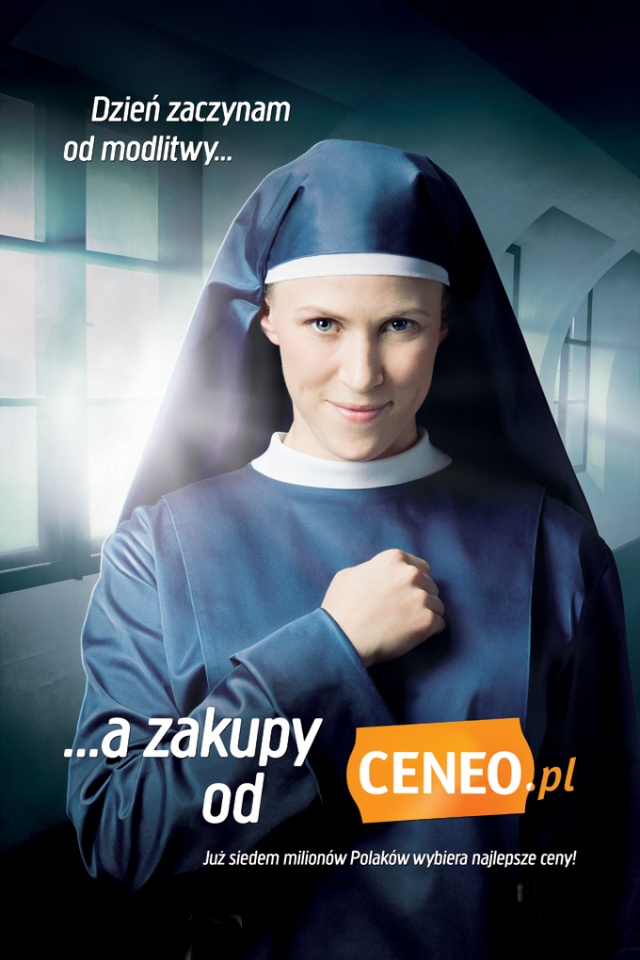 Dzień zaczynam
od modlitwy...
...a zakupy
od
CENEO.pl
Już siedem milionów Polaków wybiera najlepsze ceny!